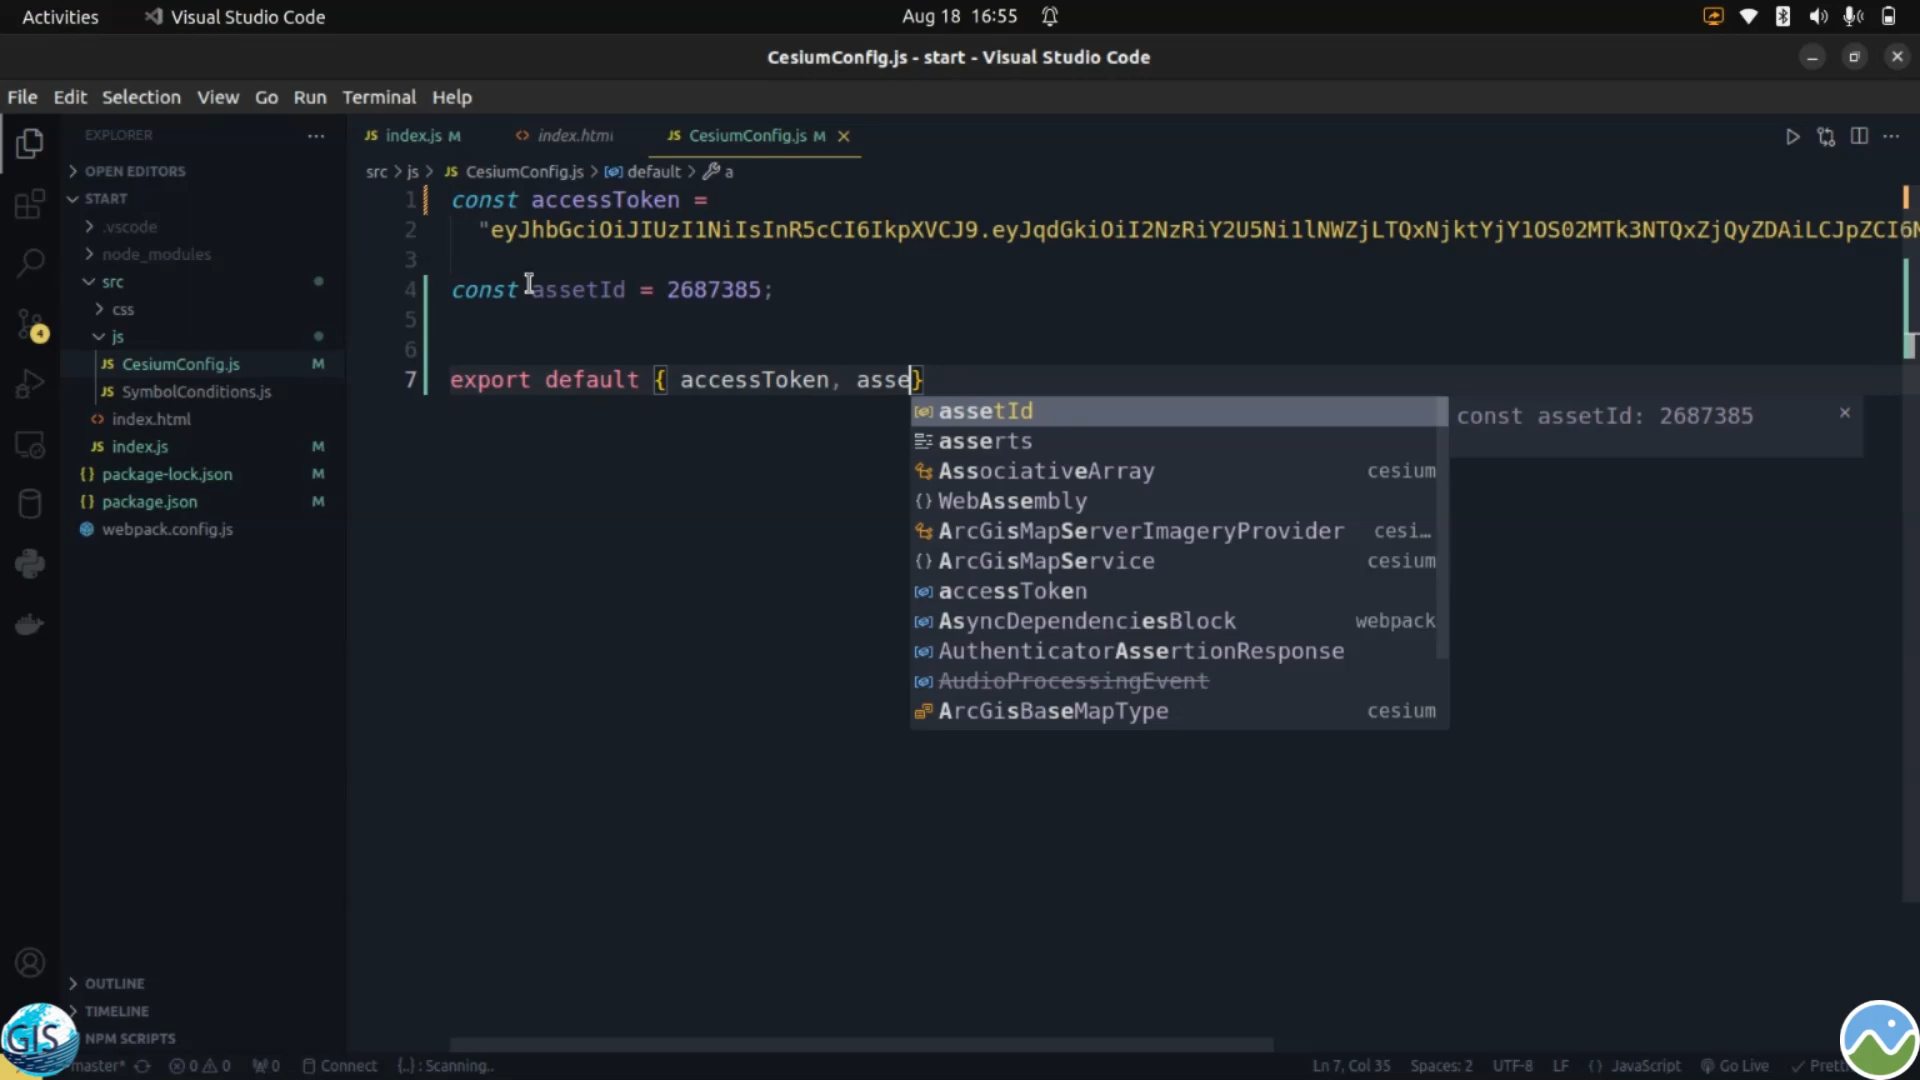 Activities
Visual Studio Code
Aug 18 16:55
CesiumConfig.js - start - Visual Studio Code
File Edit Selection View Go Run Terminal Help
EXPLORER
OPEN EDITORS
START
.vscode
node_modules
src
css
js
JS CesiumConfig.js M
JS SymbolConditions.js
<> index.html
JS index.js M
{} package-lock.json M
{} package.json M
webpack.config.js
OUTLINE
TIMELINE
NPM SCRIPTS
4
JS index.js M
<> index.html
JS CesiumConfig.js M
src > js > JS CesiumConfig.js > default > a
1 const accessToken =
2 "eyJhbGciOiJIUzI1NiIsInR5cCI6IkpXVCJ9.eyJqdGkiOiI2NzRiY2U5Ni1lNWZjLTQxNjktYjY1OS02MTk3NTQxZjQyZDAiLCJpZCI6M
3
4 const assetId = 2687385;
5
6
7 export default { accessToken, asse}
assetId
asserts
AssociativeArray cesium
{} WebAssembly
ArcGisMapServerImageryProvider cesi…
{} ArcGisMapService cesium
accessToken
AsyncDependenciesBlock webpack
AuthenticatorAssertionResponse
AudioProcessingEvent
ArcGisBaseMapType cesium
const assetId: 2687385
GIS
master* 0 0 0 Connect {..} : Scanning..
Ln 7, Col 35 Spaces: 2 UTF-8 LF {} JavaScript Go Live